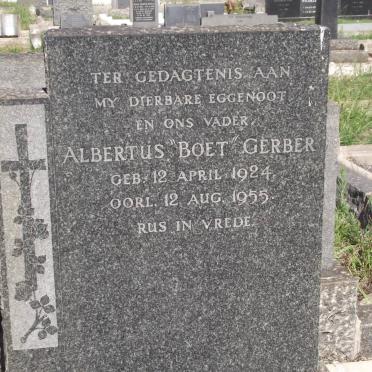 TER GEDAGTENIS AAN
MY DIERBARE EGGENOOT
EN ONS VADER,
ALBERTUS "BOET" GERBER
GEB. 12 APRIL 1924
OORL. 12 AUG. 1955.
RUS IN VREDE.